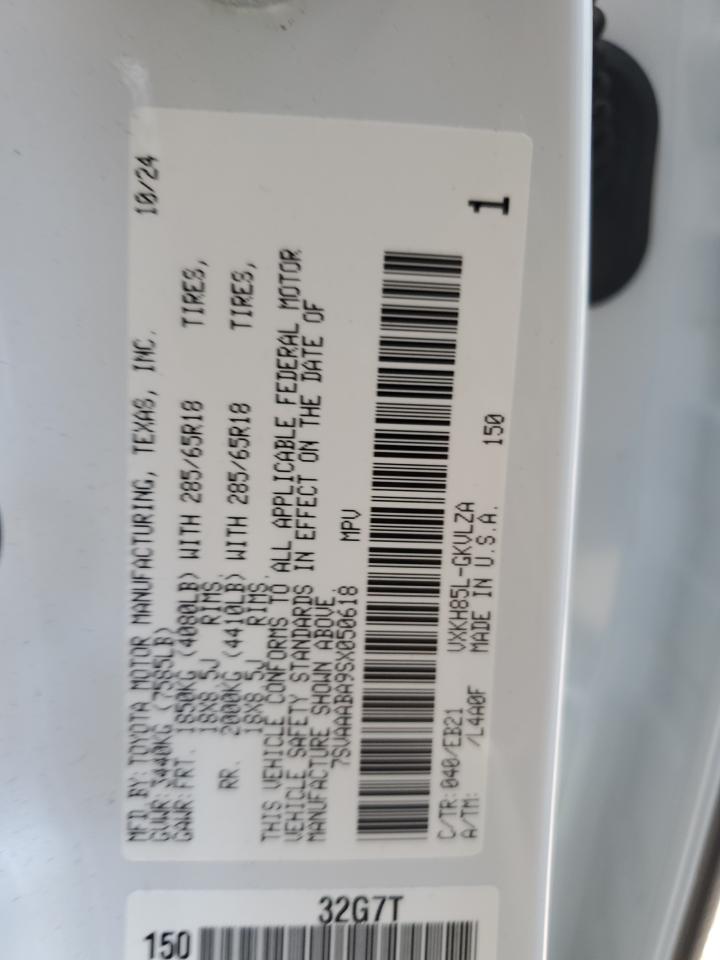 MFD BY: TOYOTA MOTOR MANUFACTURING, TEXAS, INC. 10/24
GVWR: 3440KG (7585LB)
GAWR: FRT. 1850KG (4080LB) WITH 285/65R18 TIRES,
18X8.5J RIMS,
RR. 2000KG (4410LB) WITH 285/65R18 TIRES,
18X8.5J RIMS.
THIS VEHICLE CONFORMS TO ALL APPLICABLE FEDERAL MOTOR
VEHICLE SAFETY STANDARDS IN EFFECT ON THE DATE OF
MANUFACTURE SHOWN ABOVE.
7SVAAABA9SX050618 MPV
C/TR: 040/EB21 VXKH85L-GKVLZA
A/TM: /L4A0F MADE IN U.S.A. 150
1
32G7T
150